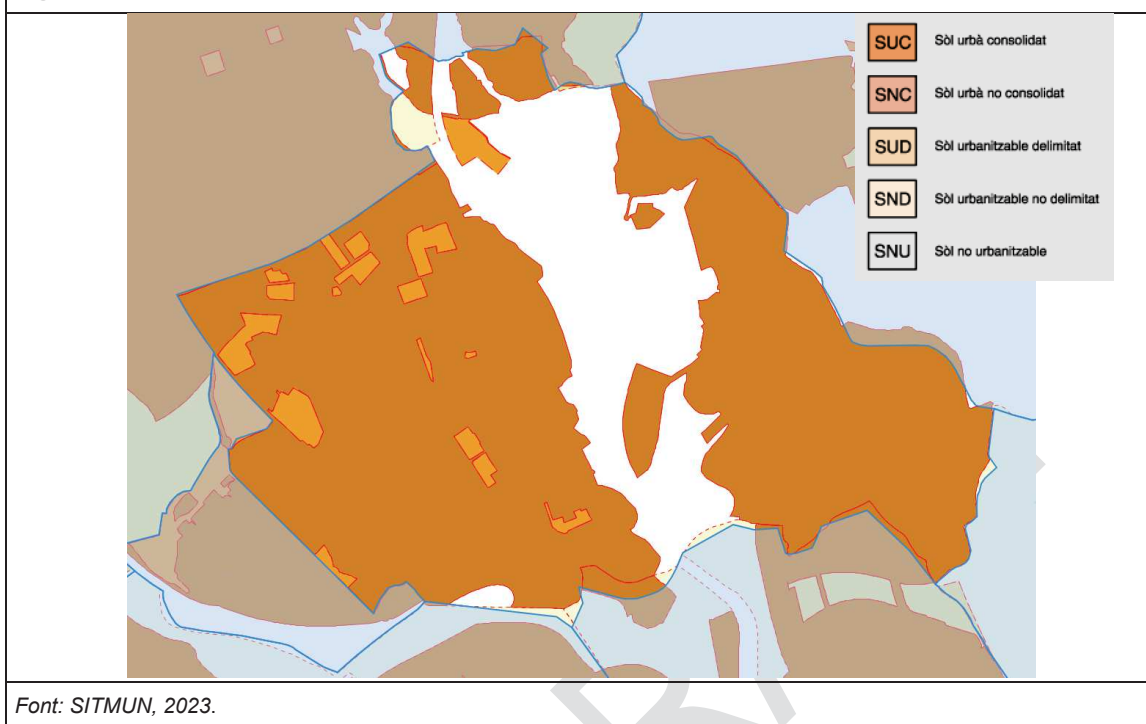 SUC Sòl urbà consolidat
SNC Sòl urbà no consolidat
SUD Sòl urbanitzable delimitat
SND Sòl urbanitzable no delimitat
SNU Sòl no urbanitzable
Font: SITMUN, 2023.